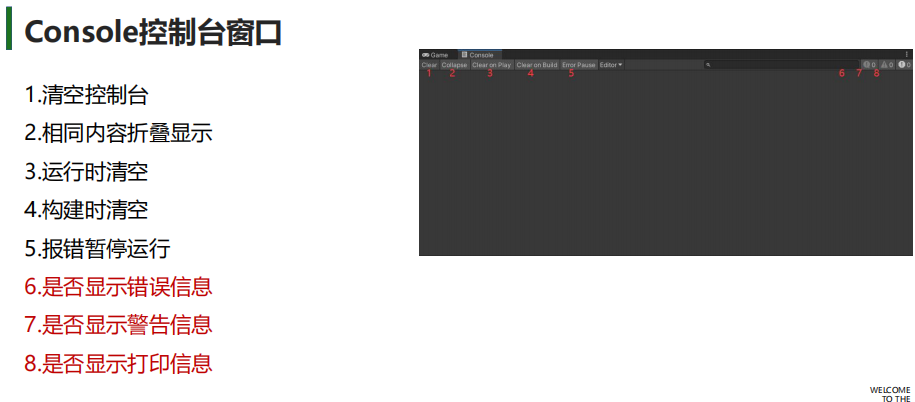 Console控制台窗口
1.清空控制台
2.相同内容折叠显示
3.运行时清空
4.构建时清空
5.报错暂停运行
6.是否显示错误信息
7.是否显示警告信息
8.是否显示打印信息
Game Console
Clear Collapse Clear on Play Clear on Build Error Pause Editor 0 0 0
1 2 3 4 5 6 7 8
WELCOME
TO THE